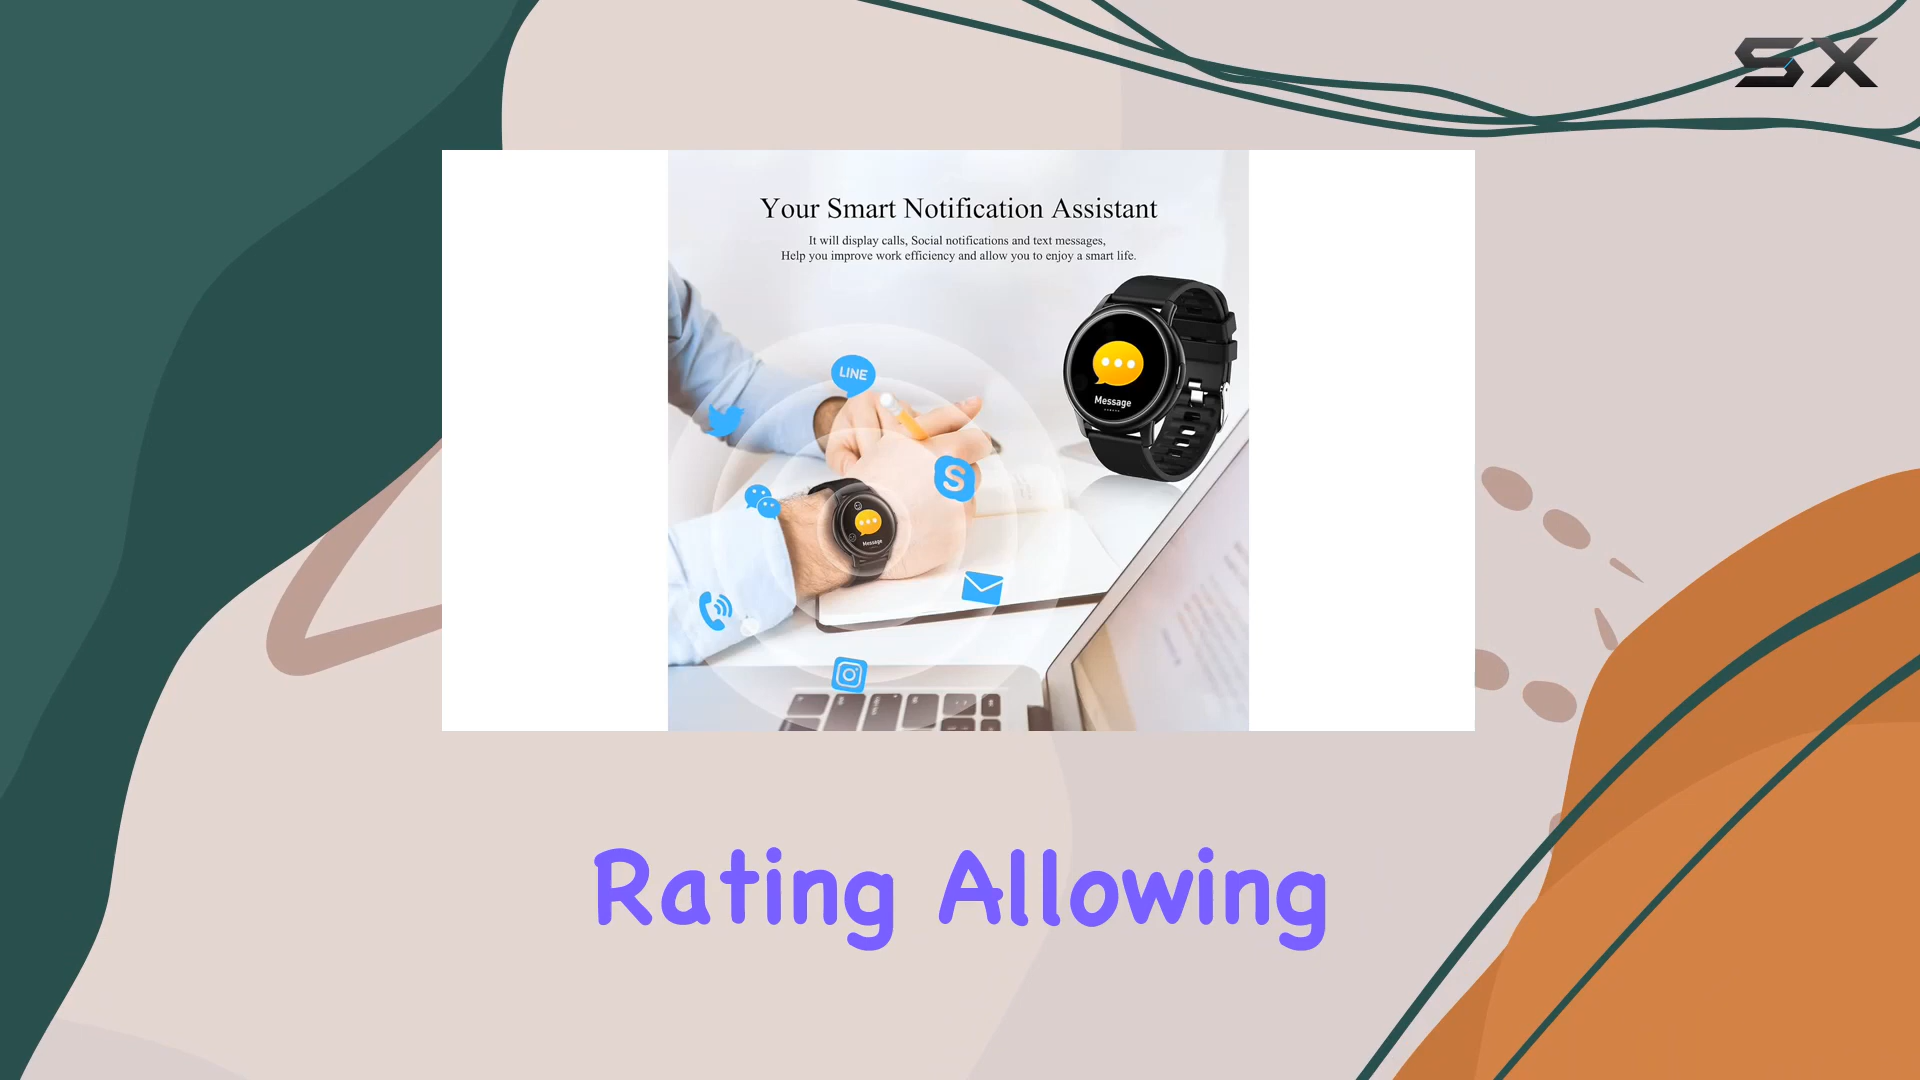 SX
Your Smart Notification Assistant
It will display calls, Social notifications and text messages,
Help you improve work efficiency and allow you to enjoy a smart life.
LINE
S
Message
Message
Rating Allowing